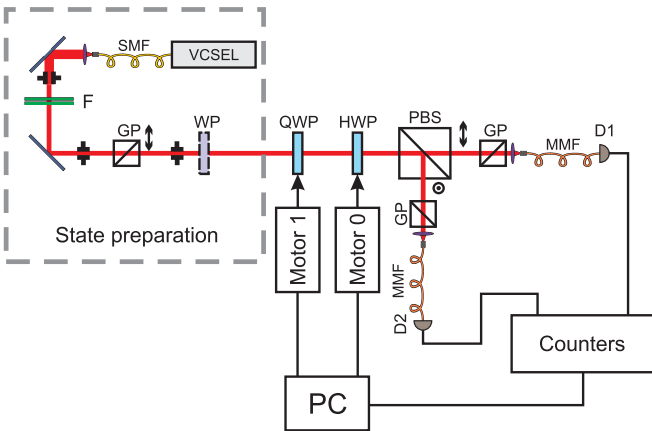 SMF
VCSEL
F
GP
WP
QWP
HWP
PBS
GP
D1
MMF
State preparation
Motor 1
Motor 0
GP
MMF
D2
Counters
PC